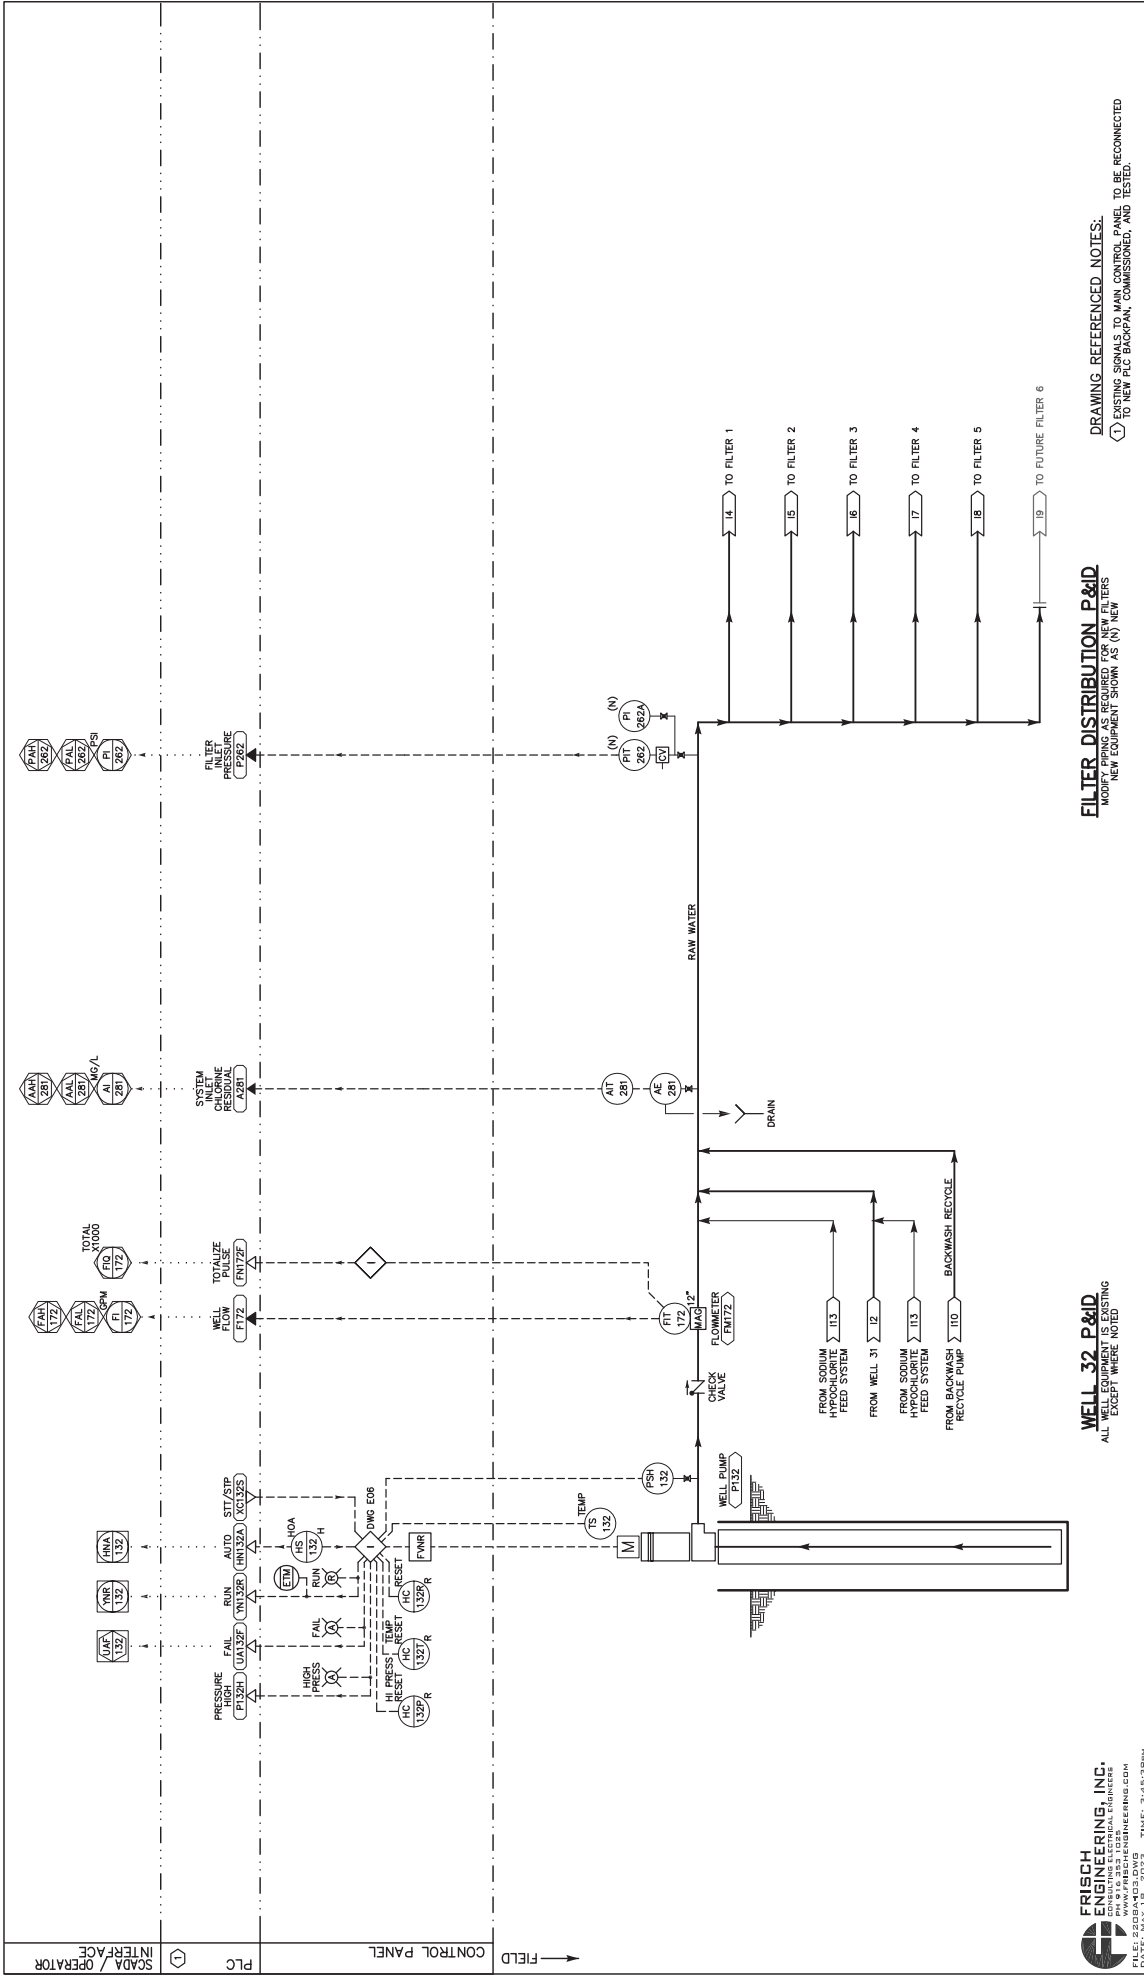 SCADA / OPERATOR
INTERFACE
1
PLC
CONTROL PANEL
FIELD
UAF
132
YNR
132
HNA
132
FAH
172
FAL
172
FI
172
GPM
FIQ
172
TOTAL
X1000
AAH
281
AAL
281
AI
281
MG/L
PAH
262
PAL
262
PI
262
PSI
PRESSURE
HIGH
P132H
FAIL
UA132F
RUN
YN132R
AUTO
HN132A
STT/STP
XC132S
WELL
FLOW
F172
TOTALIZE
PULSE
FN172F
SYSTEM
INLET
CHLORINE
RESIDUAL
A281
FILTER
INLET
PRESSURE
P262
HIGH
PRESS
A
FAIL
A
RUN
R
ETM
HS
132
HOA
H
I
DWG E06
I
HI PRESS
RESET
HC
132P
R
TEMP
RESET
HC
132T
R
RESET
HC
132R
R
FVNR
TS
132
TEMP
PSH
132
M
WELL PUMP
P132
CHECK
VALVE
FIT
172
MAG
12"
FLOWMETER
FM172
AIT
281
AE
281
DRAIN
RAW WATER
PIT
262
(N)
CV
PI
262A
(N)
FROM SODIUM
HYPOCHLORITE
FEED SYSTEM
I13
FROM WELL 31
I2
FROM SODIUM
HYPOCHLORITE
FEED SYSTEM
I13
FROM BACKWASH
RECYCLE PUMP
I10
BACKWASH RECYCLE
I4
TO FILTER 1
I5
TO FILTER 2
I6
TO FILTER 3
I7
TO FILTER 4
I8
TO FILTER 5
I9
TO FUTURE FILTER 6
WELL 32 P&ID
ALL WELL EQUIPMENT IS EXISTING
EXCEPT WHERE NOTED
FILTER DISTRIBUTION P&ID
MODIFY PIPING AS REQUIRED FOR NEW FILTERS
NEW EQUIPMENT SHOWN AS (N) NEW
DRAWING REFERENCED NOTES:
1 EXISTING SIGNALS TO MAIN CONTROL PANEL TO BE RECONNECTED
TO NEW PLC BACKPAN, COMMISSIONED, AND TESTED.
FRISCH
ENGINEERING, INC.
CONSULTING ELECTRICAL ENGINEERS
PH 916 353 1025
WWW.FRISCHENGINEERING.COM
FILE: 2208A103.DWG